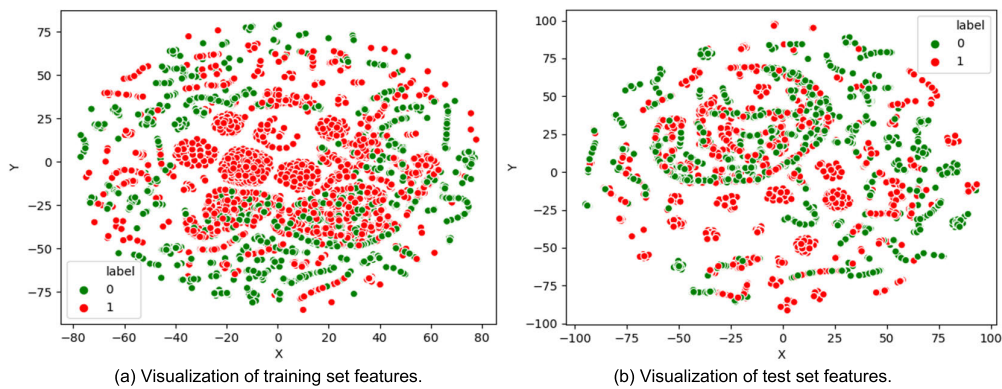 75
50
25
0
−25
−50
−75
Y
−80 −60 −40 −20 0 20 40 60 80
X
label
0
1
(a) Visualization of training set features.
100
75
50
25
0
−25
−50
−75
−100
Y
−100 −75 −50 −25 0 25 50 75 100
X
label
0
1
(b) Visualization of test set features.